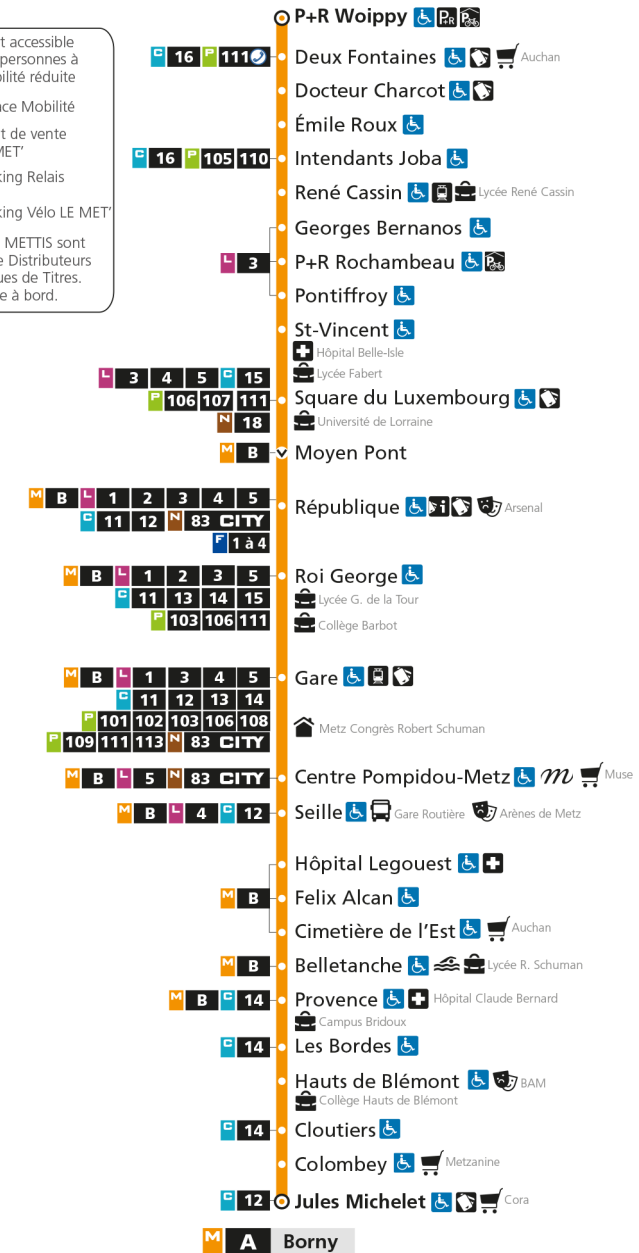 P+R Woippy P+R P
t accessible
personnes à
bilité réduite
nce Mobilité
t de vente
MET'
king Relais
king Vélo LE MET'
METTIS sont
e Distributeurs
ues de Titres.
e à bord.
C 16 P 111 Deux Fontaines Auchan
Docteur Charcot
Émile Roux
C 16 P 105 110 Intendants Joba
René Cassin Lycée René Cassin
Georges Bernanos
L 3 P+R Rochambeau P
Pontiffroy
St-Vincent
Hôpital Belle-Isle
Lycée Fabert
L 3 4 5 C 15
P 106 107 111 Square du Luxembourg
N 18 Université de Lorraine
M B Moyen Pont
M B L 1 2 3 4 5
C 11 12 N 83 CITY République i Arsenal
F 1 à 4
M B L 1 2 3 5 Roi George
C 11 13 14 15 Lycée G. de la Tour
P 103 106 111 Collège Barbot
M B L 1 3 4 5 Gare
C 11 12 13 14
P 101 102 103 106 108 Metz Congrès Robert Schuman
P 109 111 113 N 83 CITY
M B L 5 N 83 CITY Centre Pompidou-Metz m Muse
M B L 4 C 12 Seille Gare Routière Arènes de Metz
Hôpital Legouest
M B Felix Alcan
Cimetière de l'Est Auchan
M B Belletanche Lycée R. Schuman
M B C 14 Provence Hôpital Claude Bernard
Campus Bridoux
C 14 Les Bordes
Hauts de Blémont BAM
Collège Hauts de Blémont
C 14 Cloutiers
Colombey Metzanine
C 12 Jules Michelet Cora
M A Borny